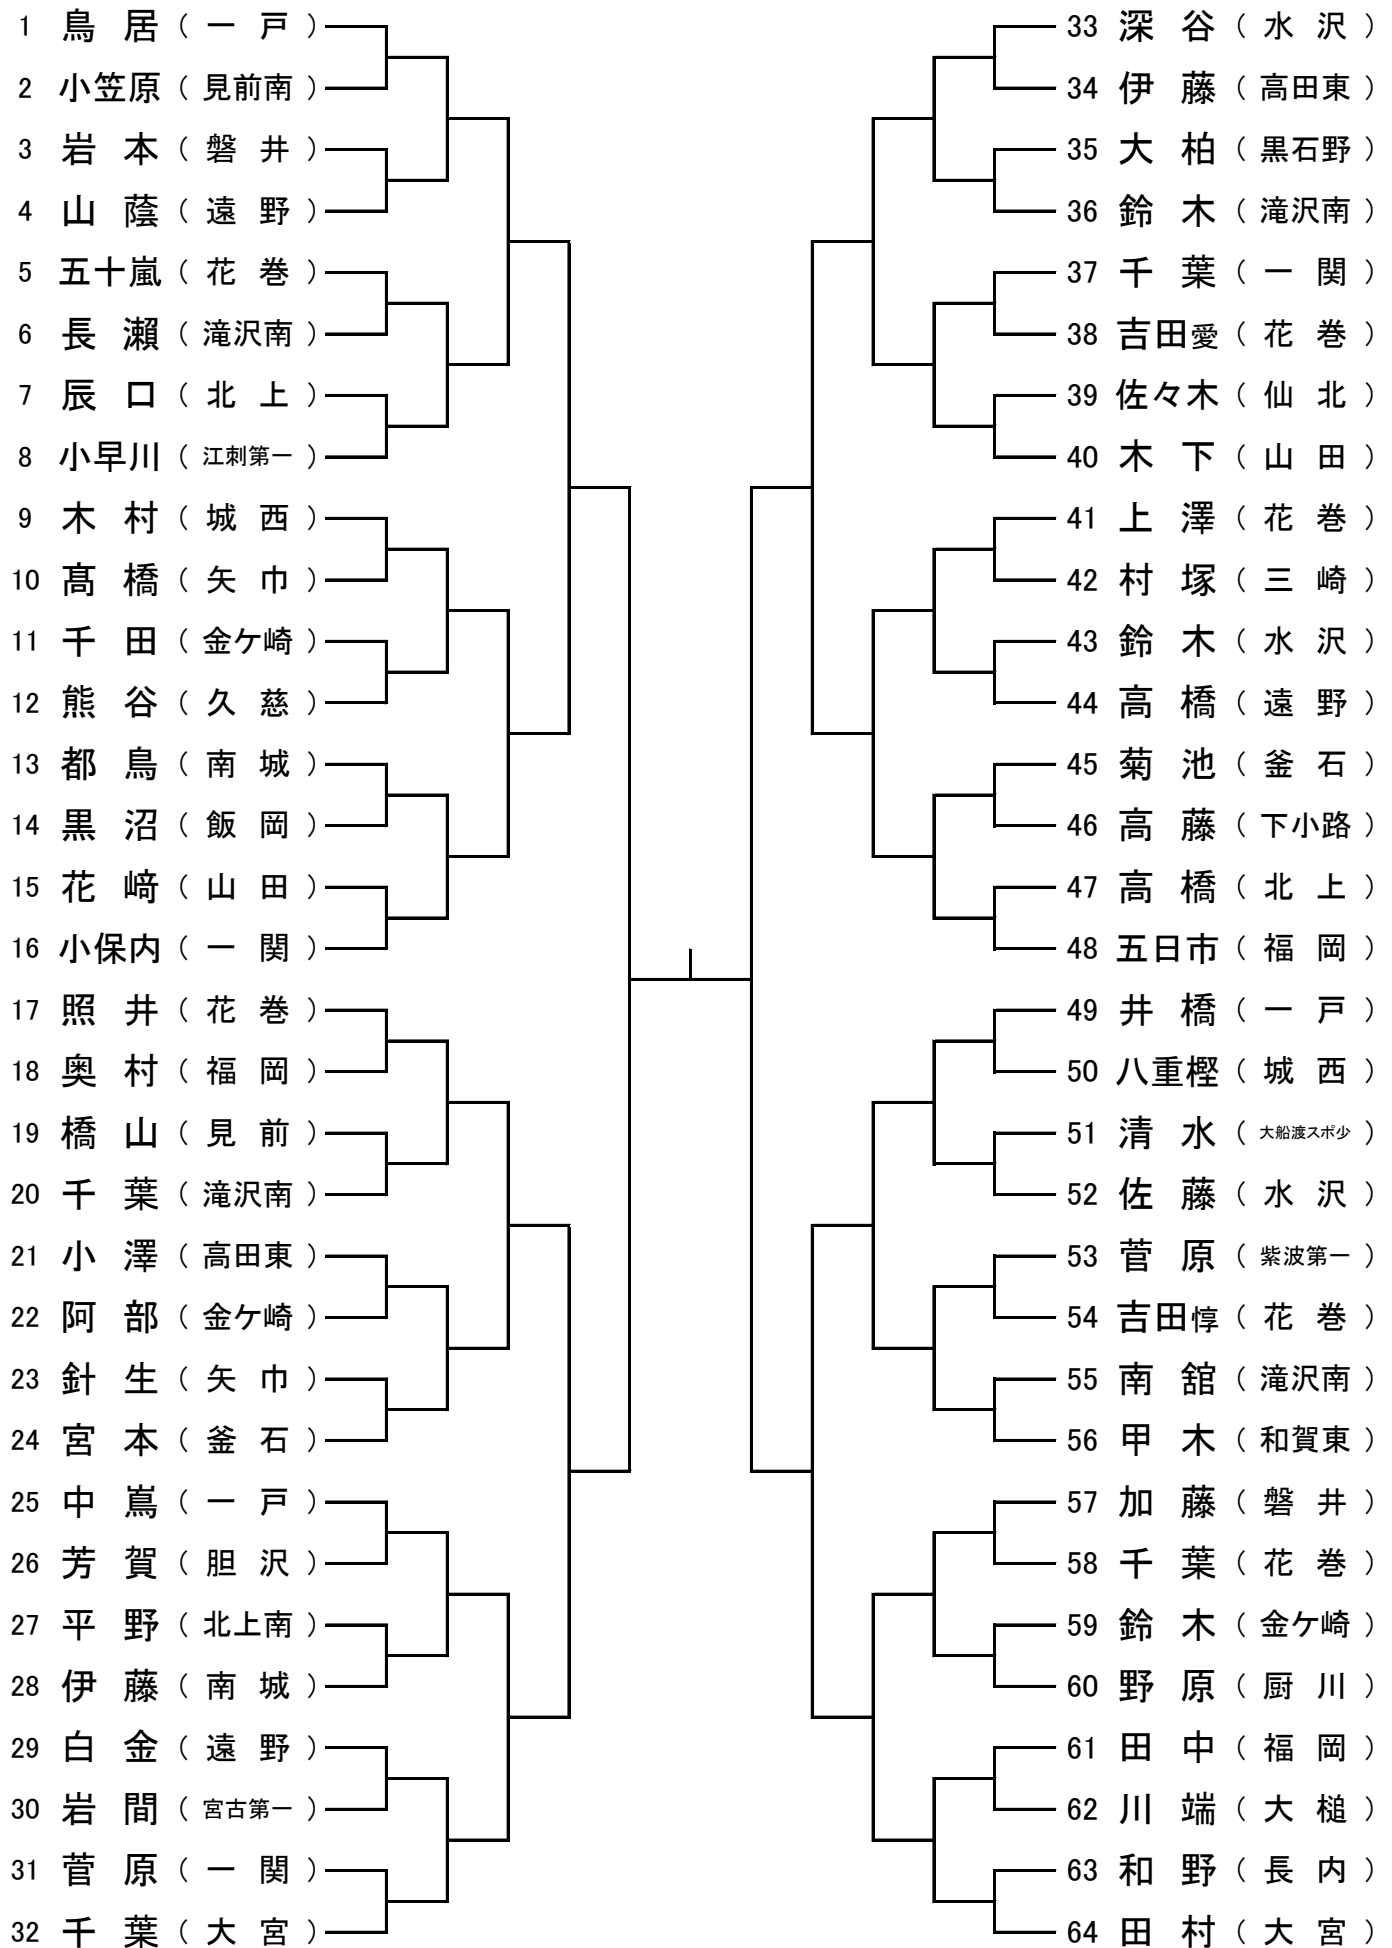 1 鳥居（一戸）
2 小笠原（見前南）
3 岩本（磐井）
4 山蔭（遠野）
5 五十嵐（花巻）
6 長瀬（滝沢南）
7 辰口（北上）
8 小早川（江刺第一）
9 木村（城西）
10 髙橋（矢巾）
11 千田（金ケ崎）
12 熊谷（久慈）
13 都鳥（南城）
14 黒沼（飯岡）
15 花﨑（山田）
16 小保内（一関）
17 照井（花巻）
18 奥村（福岡）
19 橋山（見前）
20 千葉（滝沢南）
21 小澤（高田東）
22 阿部（金ケ崎）
23 針生（矢巾）
24 宮本（釜石）
25 中嶌（一戸）
26 芳賀（胆沢）
27 平野（北上南）
28 伊藤（南城）
29 白金（遠野）
30 岩間（宮古第一）
31 菅原（一関）
32 千葉（大宮）
33 深谷（水沢）
34 伊藤（高田東）
35 大柏（黒石野）
36 鈴木（滝沢南）
37 千葉（一関）
38 吉田愛（花巻）
39 佐々木（仙北）
40 木下（山田）
41 上澤（花巻）
42 村塚（三崎）
43 鈴木（水沢）
44 高橋（遠野）
45 菊池（釜石）
46 高藤（下小路）
47 高橋（北上）
48 五日市（福岡）
49 井橋（一戸）
50 八重樫（城西）
51 清水（大船渡スポ少）
52 佐藤（水沢）
53 菅原（紫波第一）
54 吉田惇（花巻）
55 南舘（滝沢南）
56 甲木（和賀東）
57 加藤（磐井）
58 千葉（花巻）
59 鈴木（金ケ崎）
60 野原（厨川）
61 田中（福岡）
62 川端（大槌）
63 和野（長内）
64 田村（大宮）